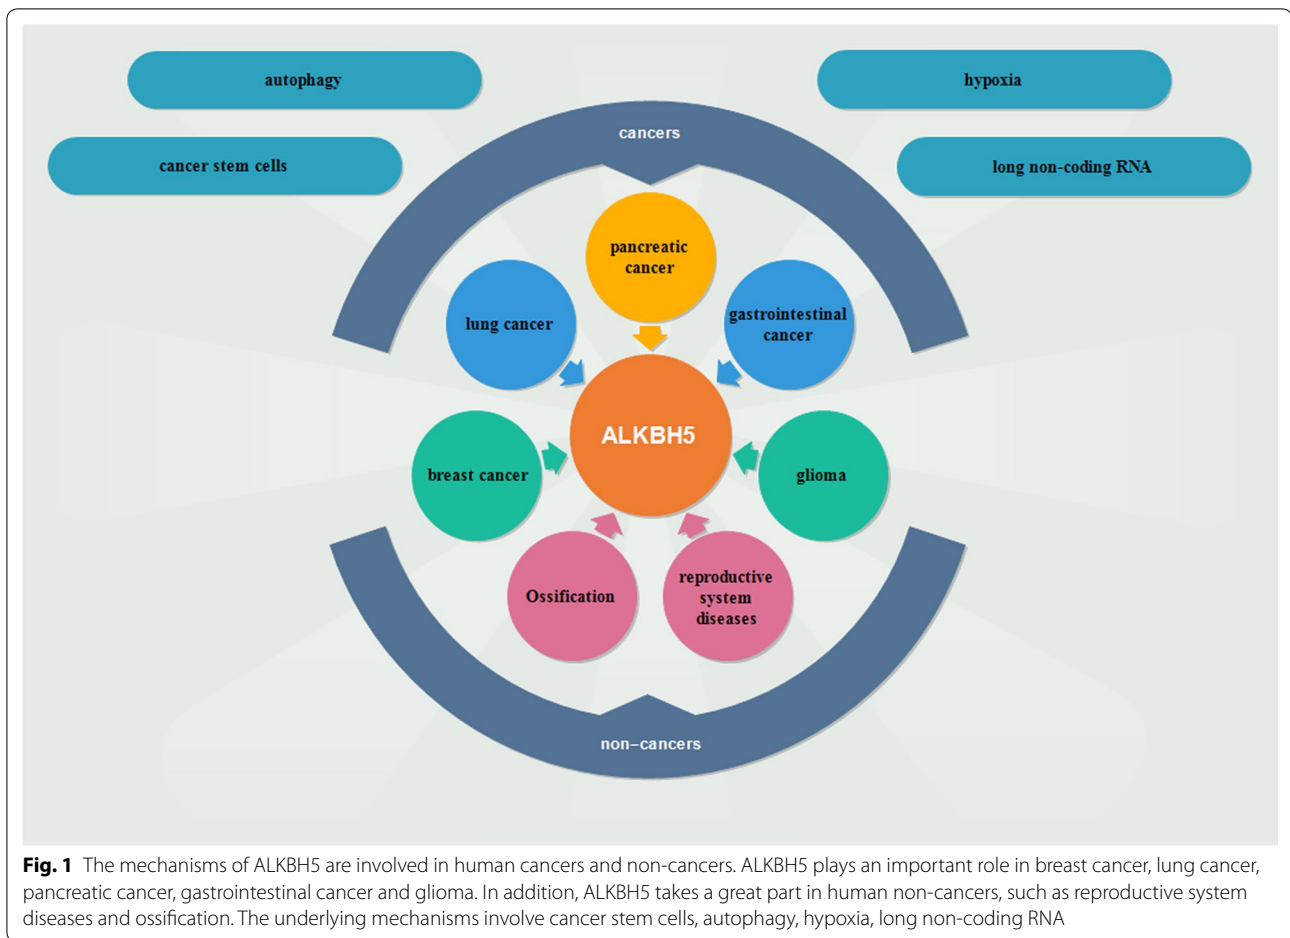 autophagy
hypoxia
cancer stem cells
long non-coding RNA
cancers
pancreatic
cancer
lung cancer
gastrointestinal
cancer
ALKBH5
breast cancer
glioma
Ossification
reproductive
system
diseases
non–cancers
Fig. 1 The mechanisms of ALKBH5 are involved in human cancers and non-cancers. ALKBH5 plays an important role in breast cancer, lung cancer,
pancreatic cancer, gastrointestinal cancer and glioma. In addition, ALKBH5 takes a great part in human non-cancers, such as reproductive system
diseases and ossification. The underlying mechanisms involve cancer stem cells, autophagy, hypoxia, long non-coding RNA